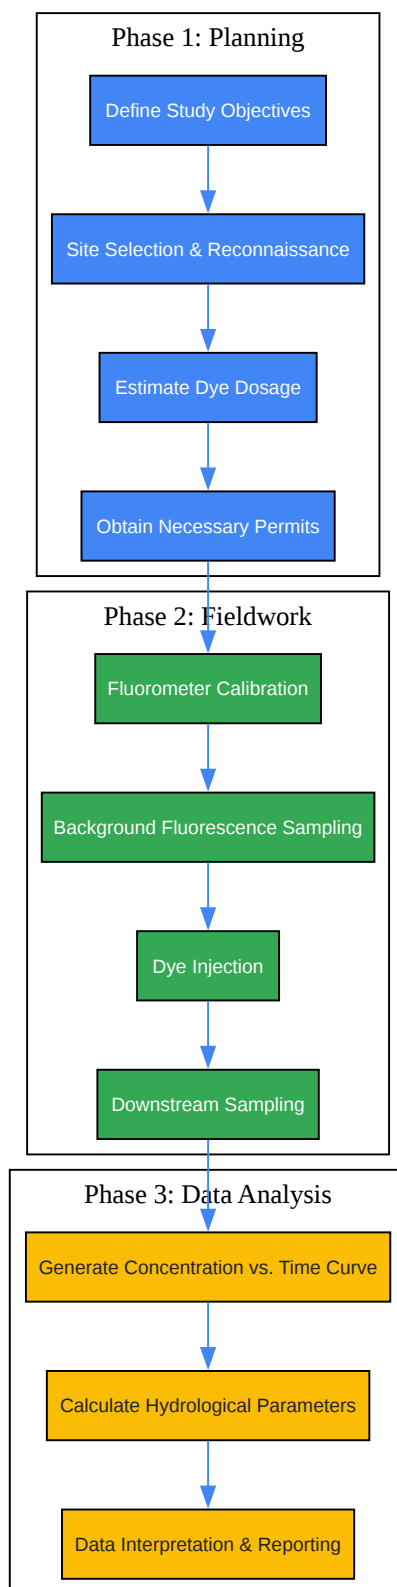 Phase 1: Planning
Define Study Objectives
Site Selection & Reconnaissance
Estimate Dye Dosage
Obtain Necessary Permits
Phase 2: Fieldwork
Fluorometer Calibration
Background Fluorescence Sampling
Dye Injection
Downstream Sampling
Phase 3: Data Analysis
Generate Concentration vs. Time Curve
Calculate Hydrological Parameters
Data Interpretation & Reporting